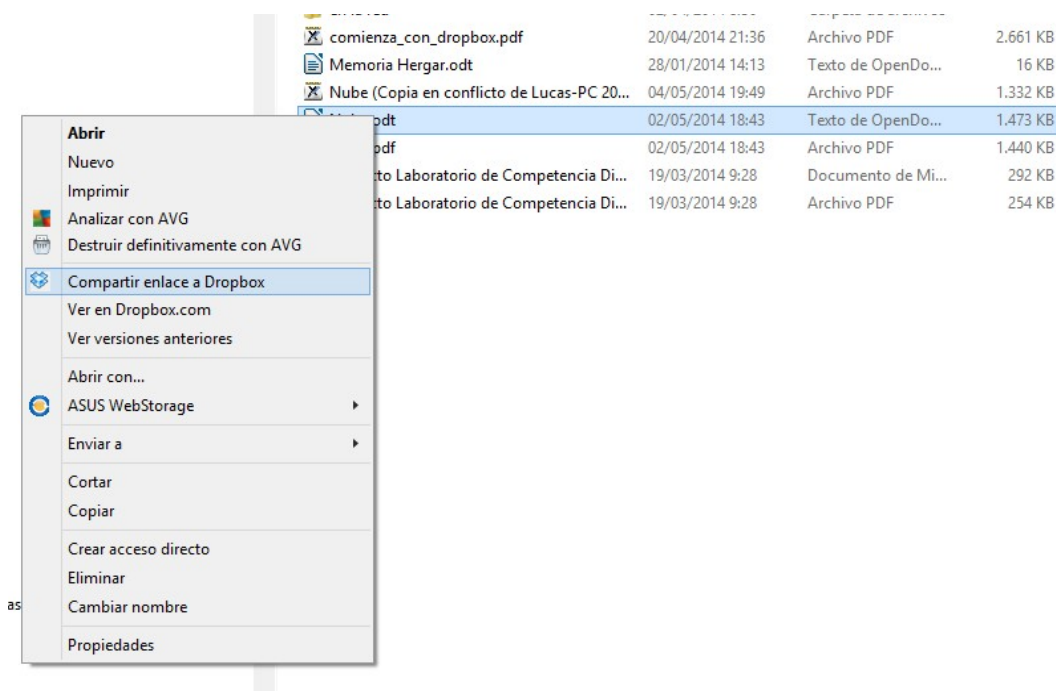 comienza_con_dropbox.pdf 20/04/2014 21:36 Archivo PDF 2.661 KB
Memoria Hergar.odt 28/01/2014 14:13 Texto de OpenDo... 16 KB
Nube (Copia en conflicto de Lucas-PC 20... 04/05/2014 19:49 Archivo PDF 1.332 KB
odt 02/05/2014 18:43 Texto de OpenDo... 1.473 KB
pdf 02/05/2014 18:43 Archivo PDF 1.440 KB
cto Laboratorio de Competencia Di... 19/03/2014 9:28 Documento de Mi... 292 KB
cto Laboratorio de Competencia Di... 19/03/2014 9:28 Archivo PDF 254 KB
Abrir
Nuevo
Imprimir
Analizar con AVG
Destruir definitivamente con AVG
Compartir enlace a Dropbox
Ver en Dropbox.com
Ver versiones anteriores
Abrir con...
ASUS WebStorage
Enviar a
Cortar
Copiar
Crear acceso directo
Eliminar
Cambiar nombre
Propiedades
as